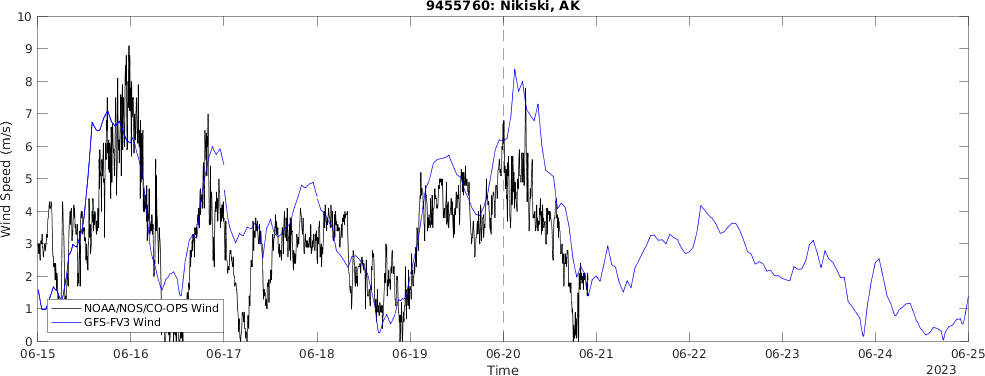 9455760: Nikiski, AK
Wind Speed (m/s)
10
9
8
7
6
5
4
3
2
1
0
NOAA/NOS/CO-OPS Wind
GFS-FV3 Wind
06-15 06-16 06-17 06-18 06-19 06-20 06-21 06-22 06-23 06-24 06-25
Time
2023